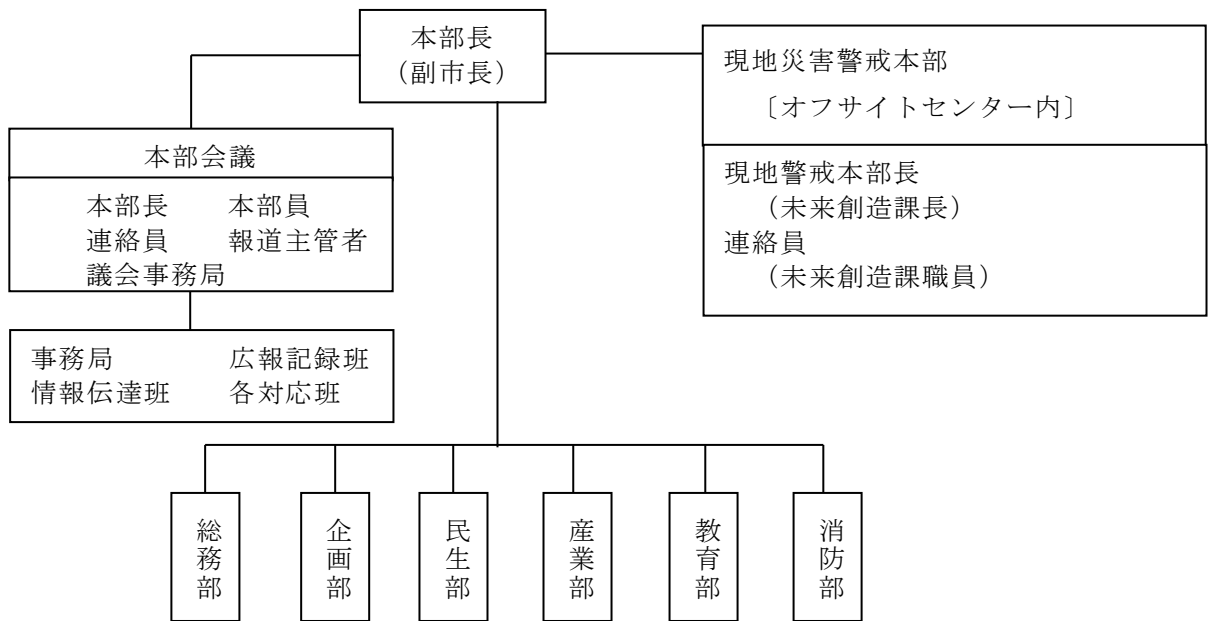 本部長
(副市長)
現地災害警戒本部
〔オフサイトセンター内〕
現地警戒本部長
(未来創造課長)
連絡員
(未来創造課職員)
本部会議
本部長 本部員
連絡員 報道主管者
議会事務局
事務局 広報記録班
情報伝達班 各対応班
総務部
企画部
民生部
産業部
教育部
消防部